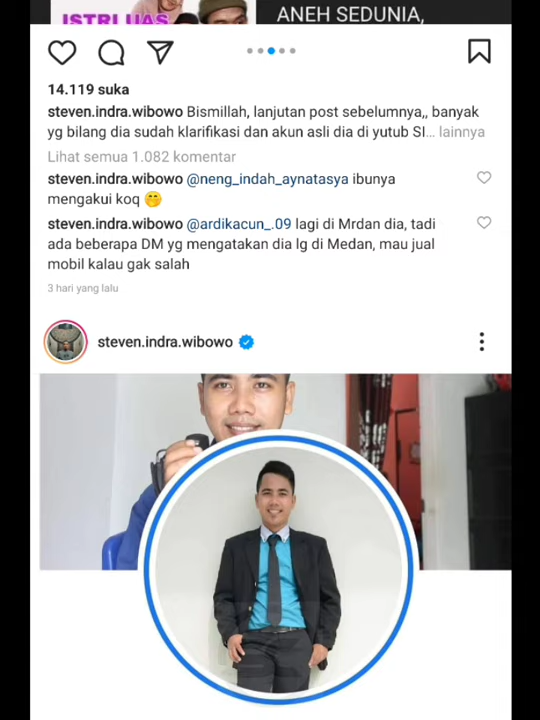 ISTRI LUAS
ANEH SEDUNIA,
14.119 suka
steven.indra.wibowo Bismillah, lanjutan post sebelumnya,, banyak
yg bilang dia sudah klarifikasi dan akun asli dia di yutub SI... lainnya
Lihat semua 1.082 komentar
steven.indra.wibowo @neng_indah_aynatasya ibunya
mengakui koq
steven.indra.wibowo @ardikacun_.09 lagi di Mrdan dia, tadi
ada beberapa DM yg mengatakan dia lg di Medan, mau jual
mobil kalau gak salah
3 hari yang lalu
steven.indra.wibowo